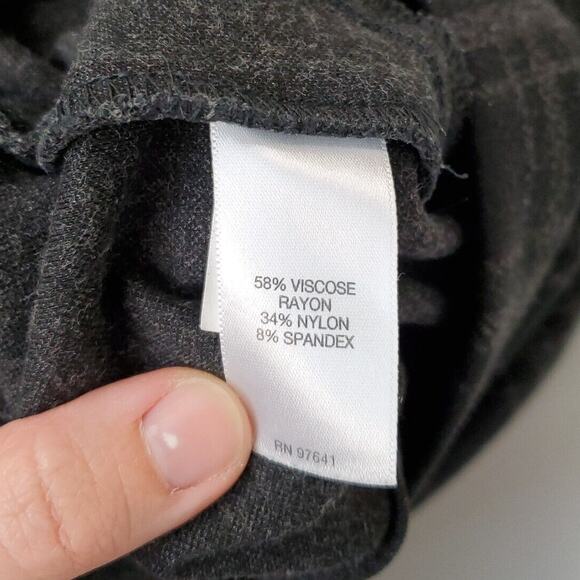 58% VISCOSE
RAYON
34% NYLON
8% SPANDEX
RN 97641